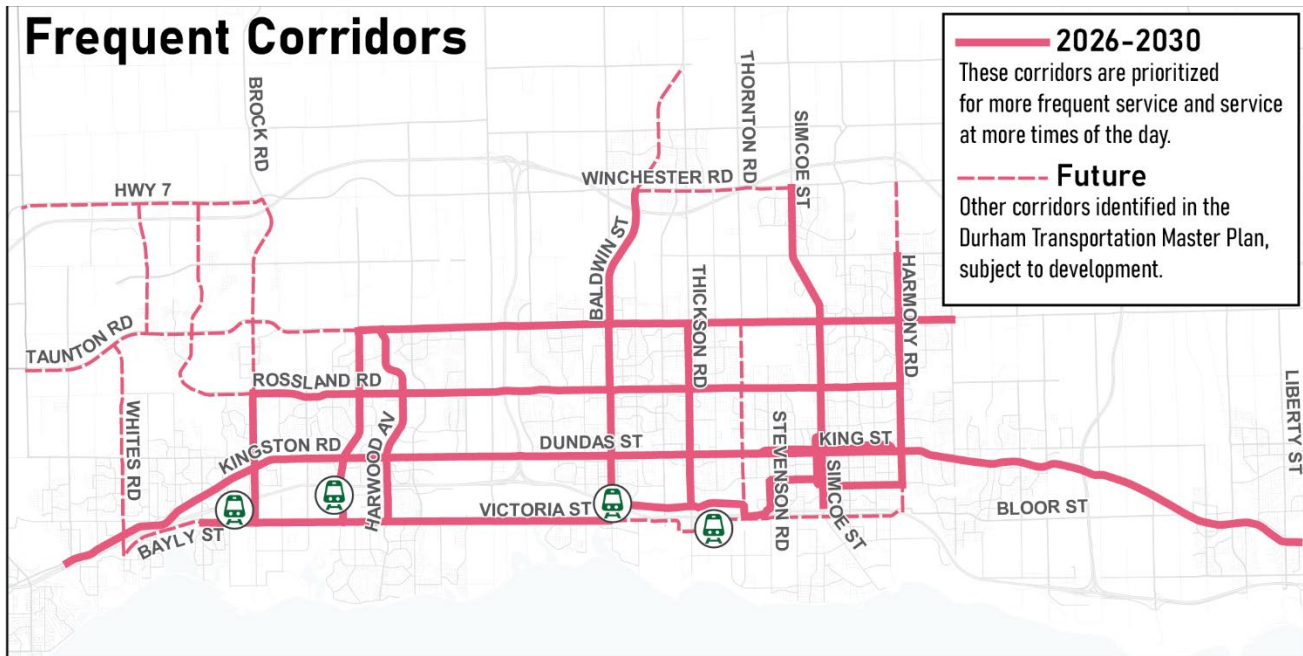 Frequent Corridors
2026-2030
These corridors are prioritized
for more frequent service and service
at more times of the day.
Future
Other corridors identified in the
Durham Transportation Master Plan,
subject to development.
BROCK RD
THORNTON RD
SIMCOE ST
HWY 7
WINCHESTER RD
BALDWIN ST
THICKSON RD
HARMONY RD
TAUNTON RD
ROSSLAND RD
LIBERTY ST
WHITES RD
KINGSTON RD
HARWOOD AV
DUNDAS ST
STEVENSON RD
KING ST
SIMCOE ST
VICTORIA ST
BLOOR ST
BAYLY ST